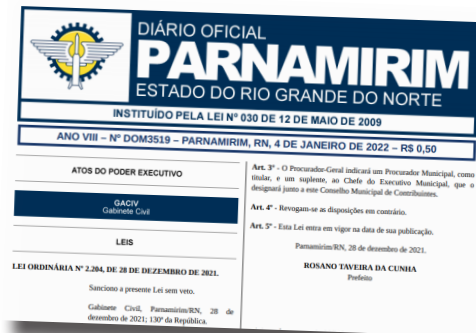 DIÁRIO OFICIAL
PARNAMIRIM
ESTADO DO RIO GRANDE DO NORTE
INSTITUÍDO PELA LEI Nº 030 DE 12 DE MAIO DE 2009
ANO VIII – Nº DOM3519 – PARNAMIRIM, RN, 4 DE JANEIRO DE 2022 – R$ 0,50
ATOS DO PODER EXECUTIVO
GACIV
Gabinete Civil
LEIS
LEI ORDINÁRIA Nº 2.204, DE 28 DE DEZEMBRO DE 2021.
Sanciono a presente Lei sem veto.
Gabinete Civil, Parnamirim/RN, 28 de
dezembro de 2021; 130º da República.
Art. 3º - O Procurador-Geral indicará um Procurador Municipal, como
titular, e um suplente, ao Chefe do Executivo Municipal, que o
designará junto a este Conselho Municipal de Contribuintes.
Art. 4º - Revogam-se as disposições em contrário.
Art. 5º - Esta Lei entra em vigor na data de sua publicação.
Parnamirim/RN, 28 de dezembro de 2021.
ROSANO TAVEIRA DA CUNHA
Prefeito